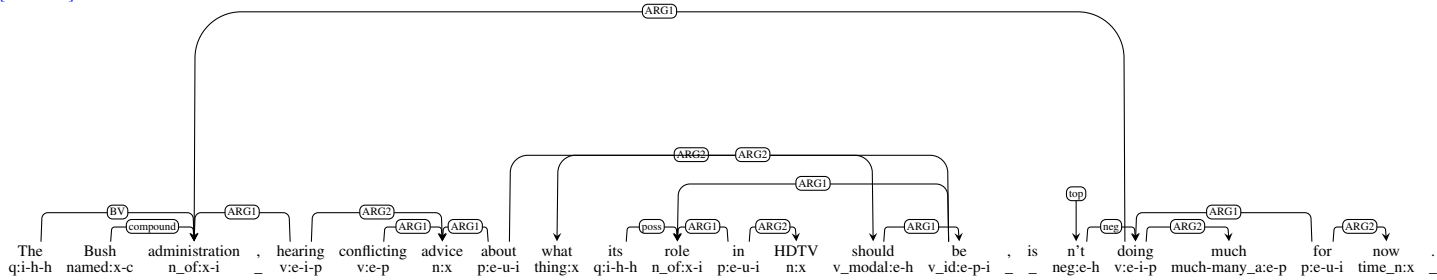 ARG1
ARG2 ARG2
ARG1
top
BV ARG1 ARG2 ARG1
compound ARG1 ARG1 poss ARG1 ARG2 ARG1 neg ARG2 ARG2
The Bush administration , hearing conflicting advice about what its role in HDTV should be , is n't doing much for now .
q:i-h-h named:x-c n_of:x-i _ v:e-i-p v:e-p n:x p:e-u-i thing:x q:i-h-h n_of:x-i p:e-u-i n:x v_modal:e-h v_id:e-p-i _ _ neg:e-h v:e-i-p much-many_a:e-p p:e-u-i time_n:x _